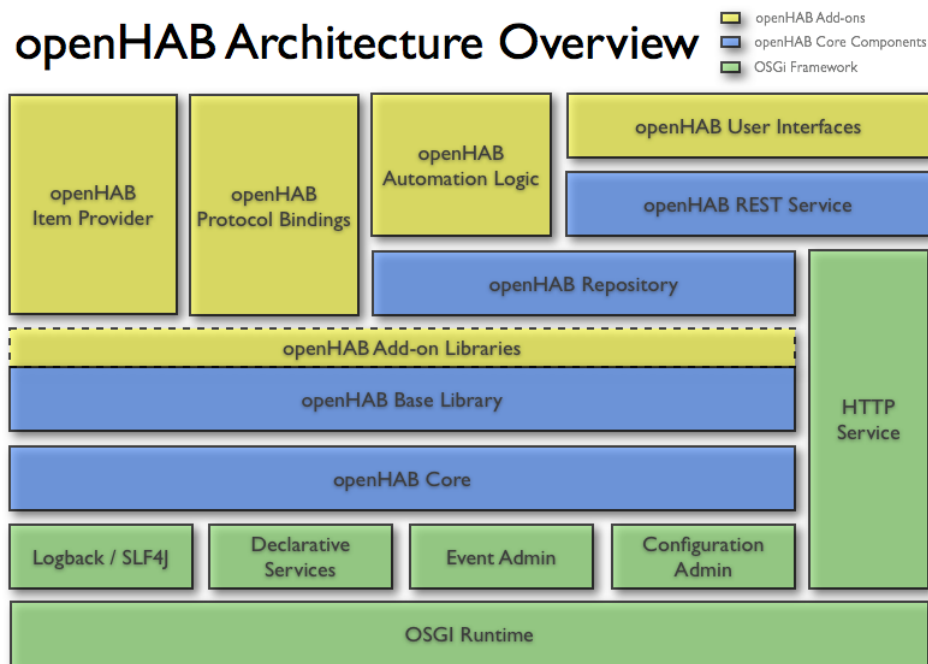 openHAB Architecture Overview
openHAB Add-ons
openHAB Core Components
OSGi Framework
openHAB
Item Provider
openHAB
Protocol Bindings
openHAB
Automation Logic
openHAB User Interfaces
openHAB REST Service
openHAB Repository
openHAB Add-on Libraries
openHAB Base Library
HTTP
Service
openHAB Core
Logback / SLF4J
Declarative
Services
Event Admin
Configuration
Admin
OSGI Runtime